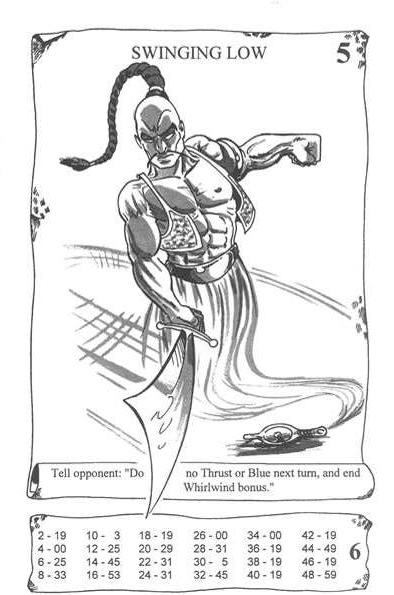 SWINGING LOW 5
Tell opponent: "Do no Thrust or Blue next turn, and end
Whirlwind bonus."
2 - 19 10 - 3 18 - 19 26 - 00 34 - 00 42 - 19
4 - 00 12 - 25 20 - 29 28 - 31 36 - 19 44 - 49
6 - 25 14 - 45 22 - 31 30 - 5 38 - 19 46 - 19
8 - 33 16 - 53 24 - 31 32 - 45 40 - 19 48 - 59
6